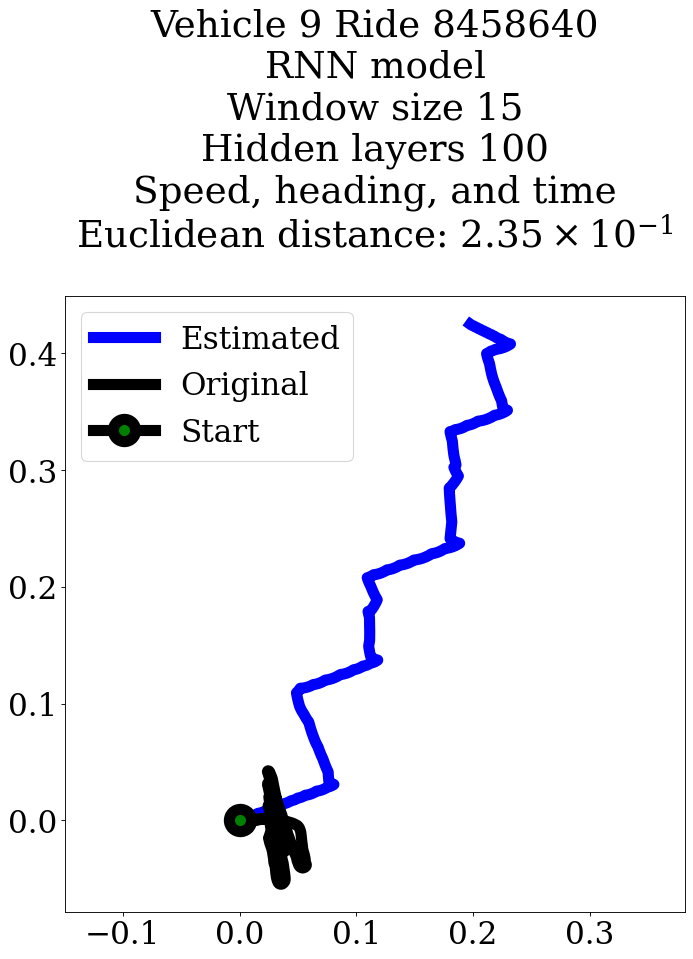 Vehicle 9 Ride 8458640
RNN model
Window size 15
Hidden layers 100
Speed, heading, and time
Euclidean distance: 2.35 × 10⁻¹
Estimated
Original
Start
0.4
0.3
0.2
0.1
0.0
−0.1 0.0 0.1 0.2 0.3